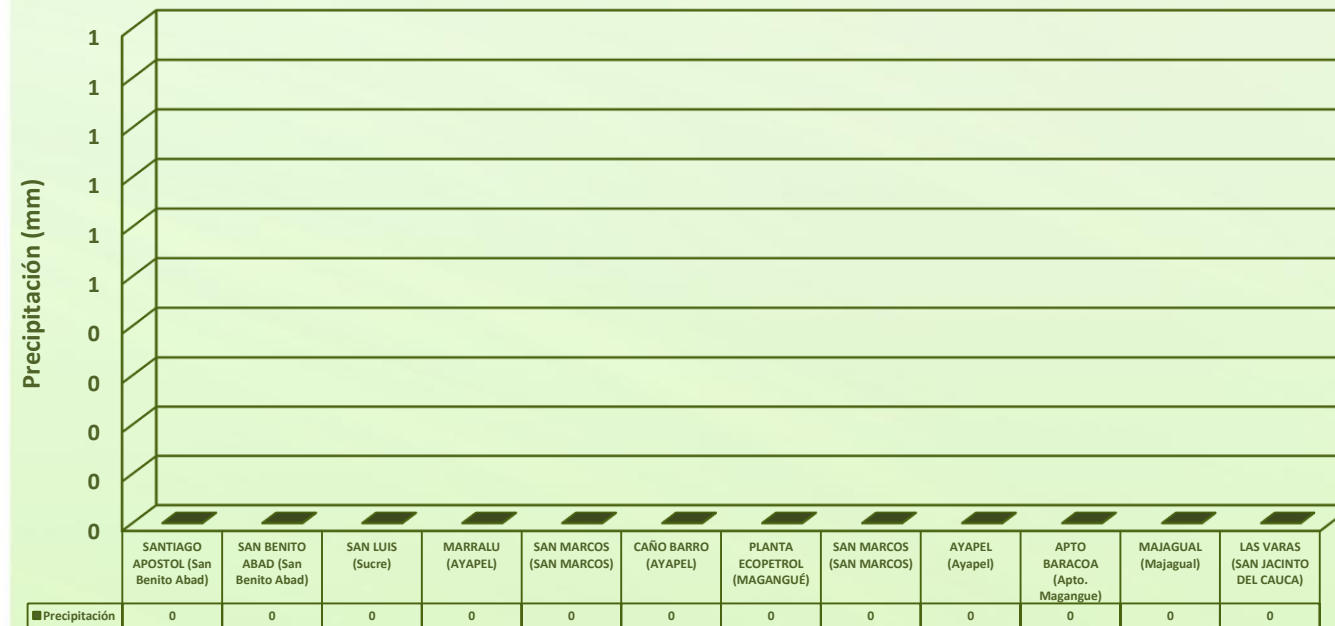 Precipitación (mm)
1
1
1
1
1
1
0
0
0
0
0
SANTIAGO
APOSTOL (San
Benito Abad)
SAN BENITO
ABAD (San
Benito Abad)
SAN LUIS
(Sucre)
MARRALU
(AYAPEL)
SAN MARCOS
(SAN MARCOS)
CAÑO BARRO
(AYAPEL)
PLANTA
ECOPETROL
(MAGANGUÉ)
SAN MARCOS
(SAN MARCOS)
AYAPEL
(Ayapel)
APTO
BARACOA
(Apto.
Magangue)
MAJAGUAL
(Majagual)
LAS VARAS
(SAN JACINTO
DEL CAUCA)
Precipitación 0 0 0 0 0 0 0 0 0 0 0 0